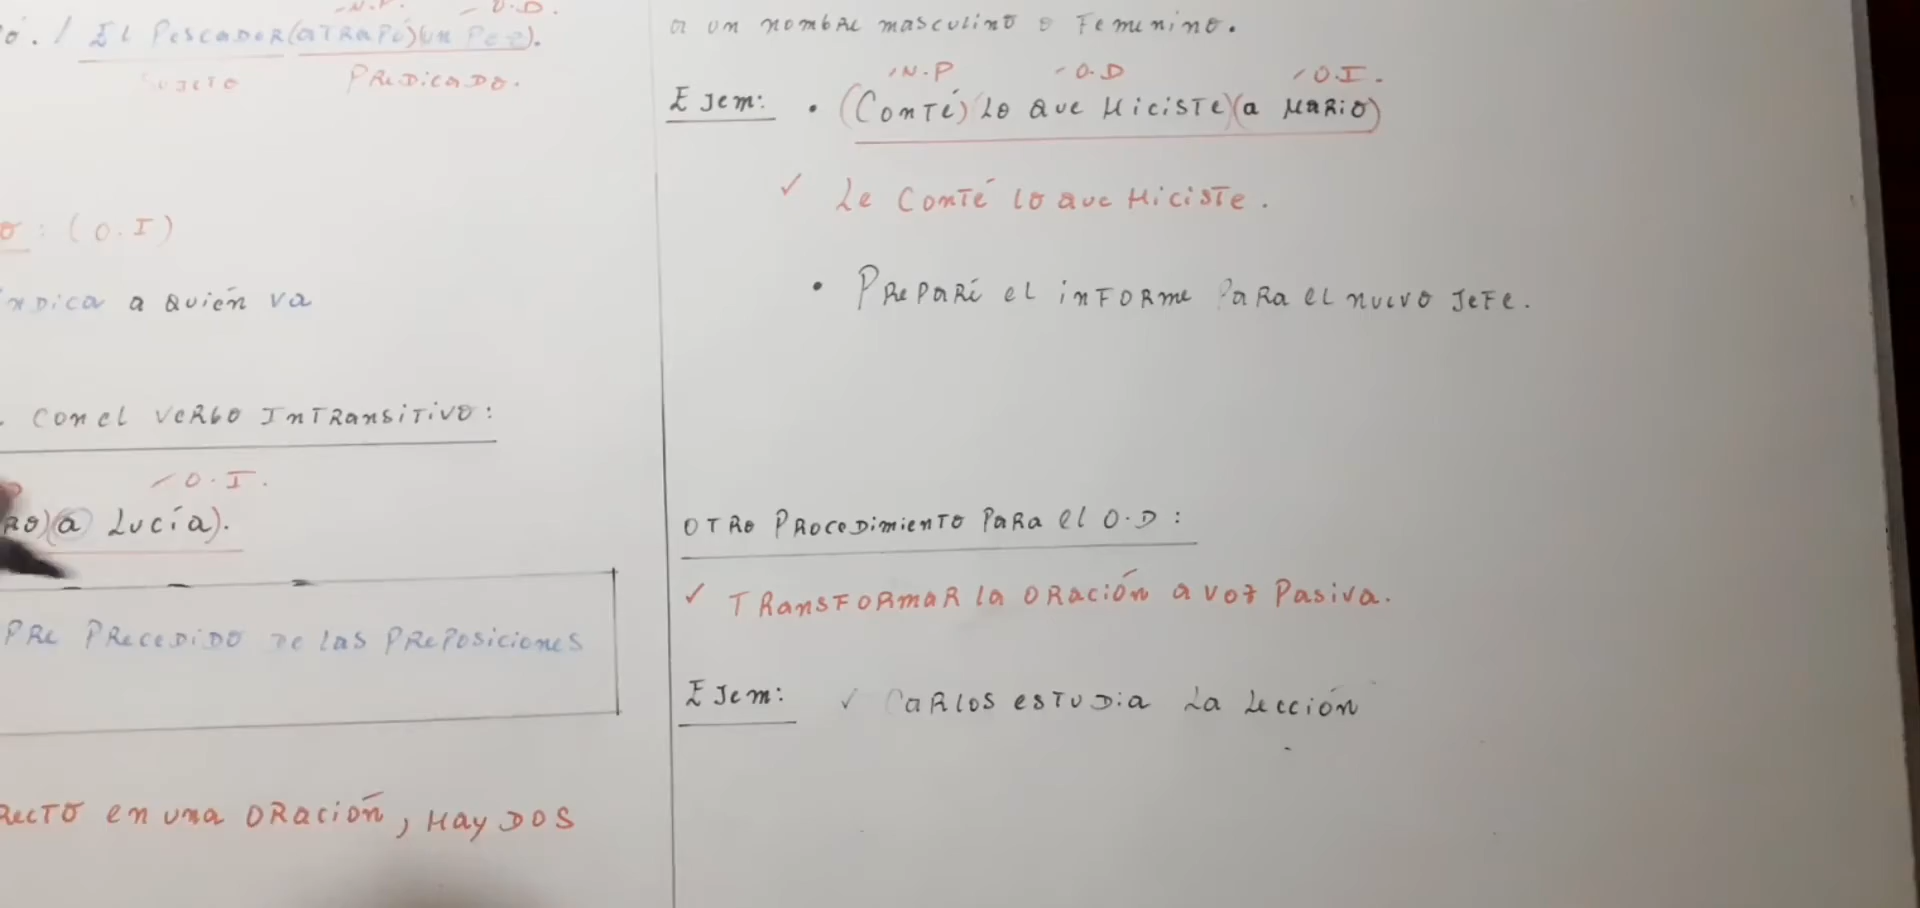 -N.P. -O.D.
ó. / El Pescador (atrapó) (un Pez).
Sujeto Predicado.
o: (O.I)
indica a quién va
. con el verbo Intransitivo:
-O.I.
ro) (a Lucía).
pre precedido de las preposiciones
recto en una oración, hay dos
a un nombre masculino o Femenino.
-N.P -O.D -O.I.
Ejem: • (Conté) lo que Hiciste) (a Mario)
✓ Le Conté lo que Hiciste.
• Preparé el informe para el nuevo Jefe.
otro Procedimiento para el O.D:
✓ Transformar la oración a voz Pasiva.
Ejem: ✓ Carlos estudia La Lección